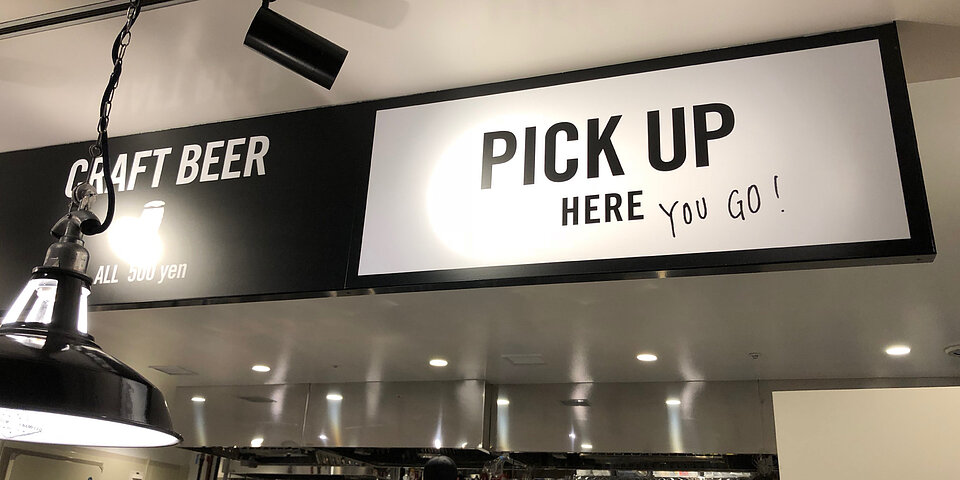 CRAFT BEER
ALL 500 yen
PICK UP
HERE YOU GO!